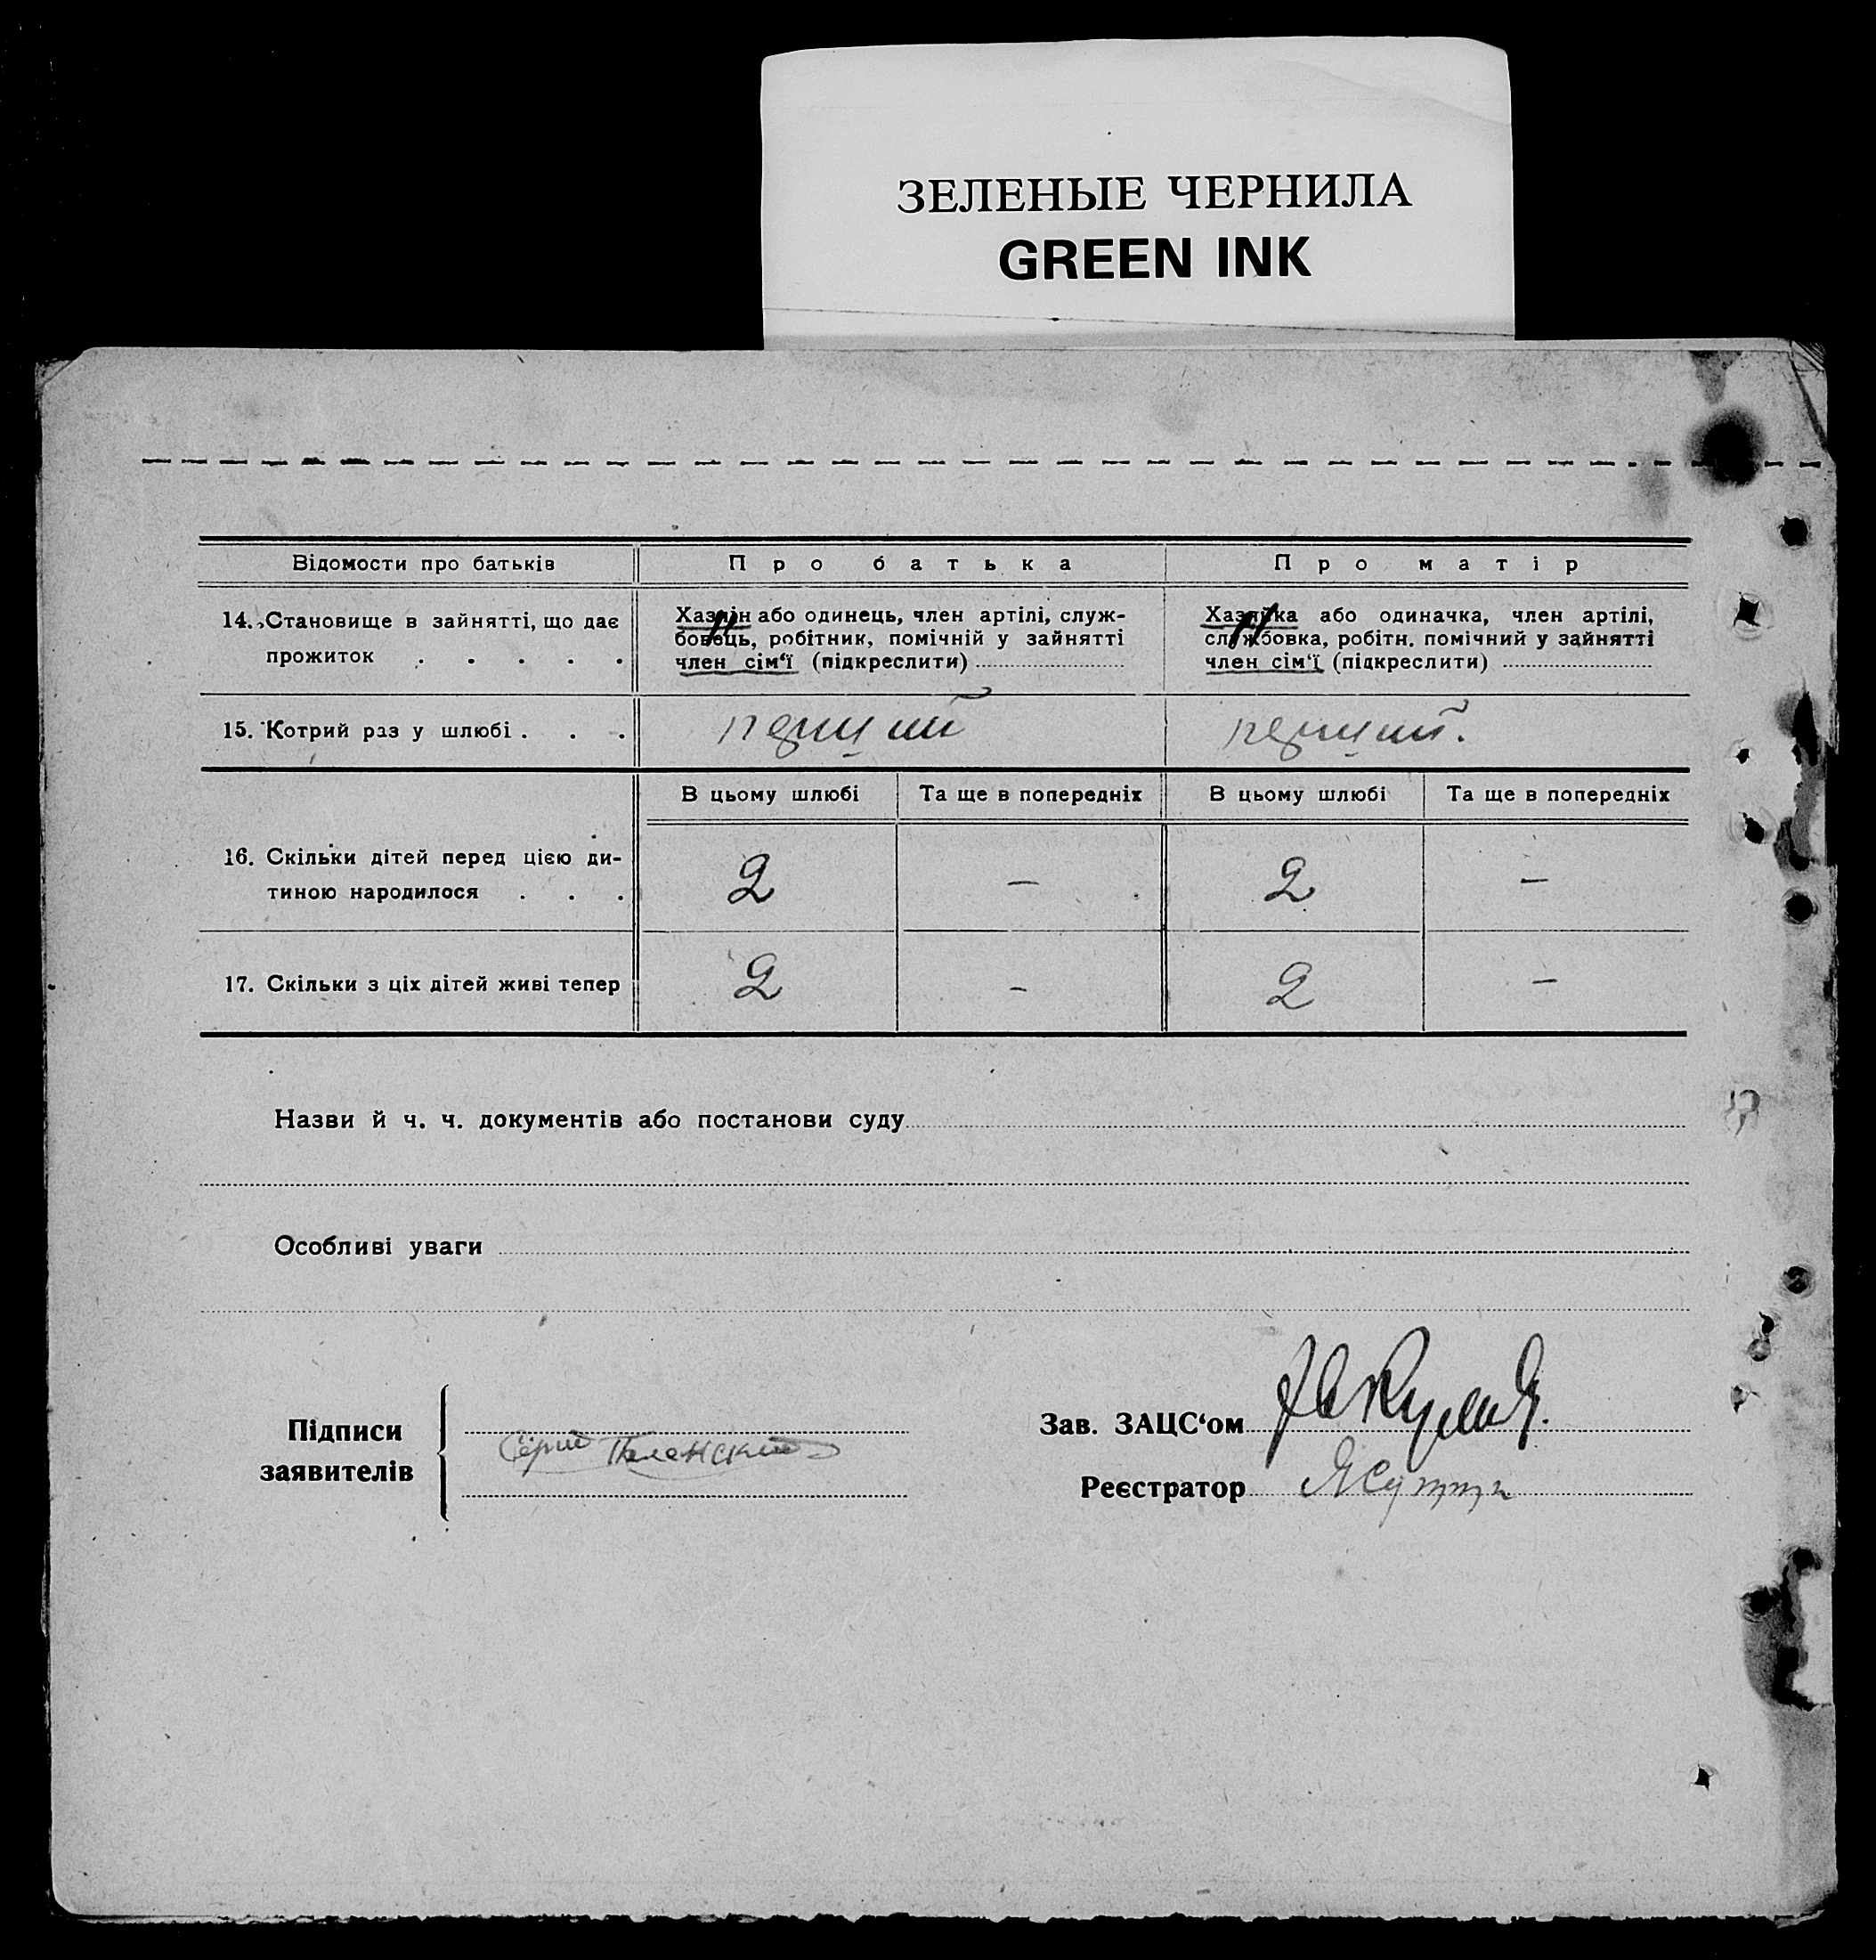 ЗЕЛЕНЫЕ ЧЕРНИЛА
GREEN INK
Відомости про батьків
Про батька
Про матір
14. Становище в зайнятті, що дає
прожиток . . . . .
Хазяїн або одинець, член артілі, служ-
бовець, робітник, помічній у зайнятті
член сім‘ї (підкреслити)
Хазяйка або одиначка, член артілі,
службовка, робітн. помічний у зайнятті
член сім‘ї (підкреслити)
15. Котрий раз у шлюбі . . .
перший
перший.
В цьому шлюбі
Та ще в попередніх
В цьому шлюбі
Та ще в попередніх
16. Скільки дітей перед цією ди-
тиною народилося . . .
2
–
2
–
17. Скільки з ціх дітей живі тепер
2
–
2
–
Назви й ч. ч. документів або постанови суду
Особливі уваги
Підписи
заявителів
Зав. ЗАЦС‘ом
Реєстратор